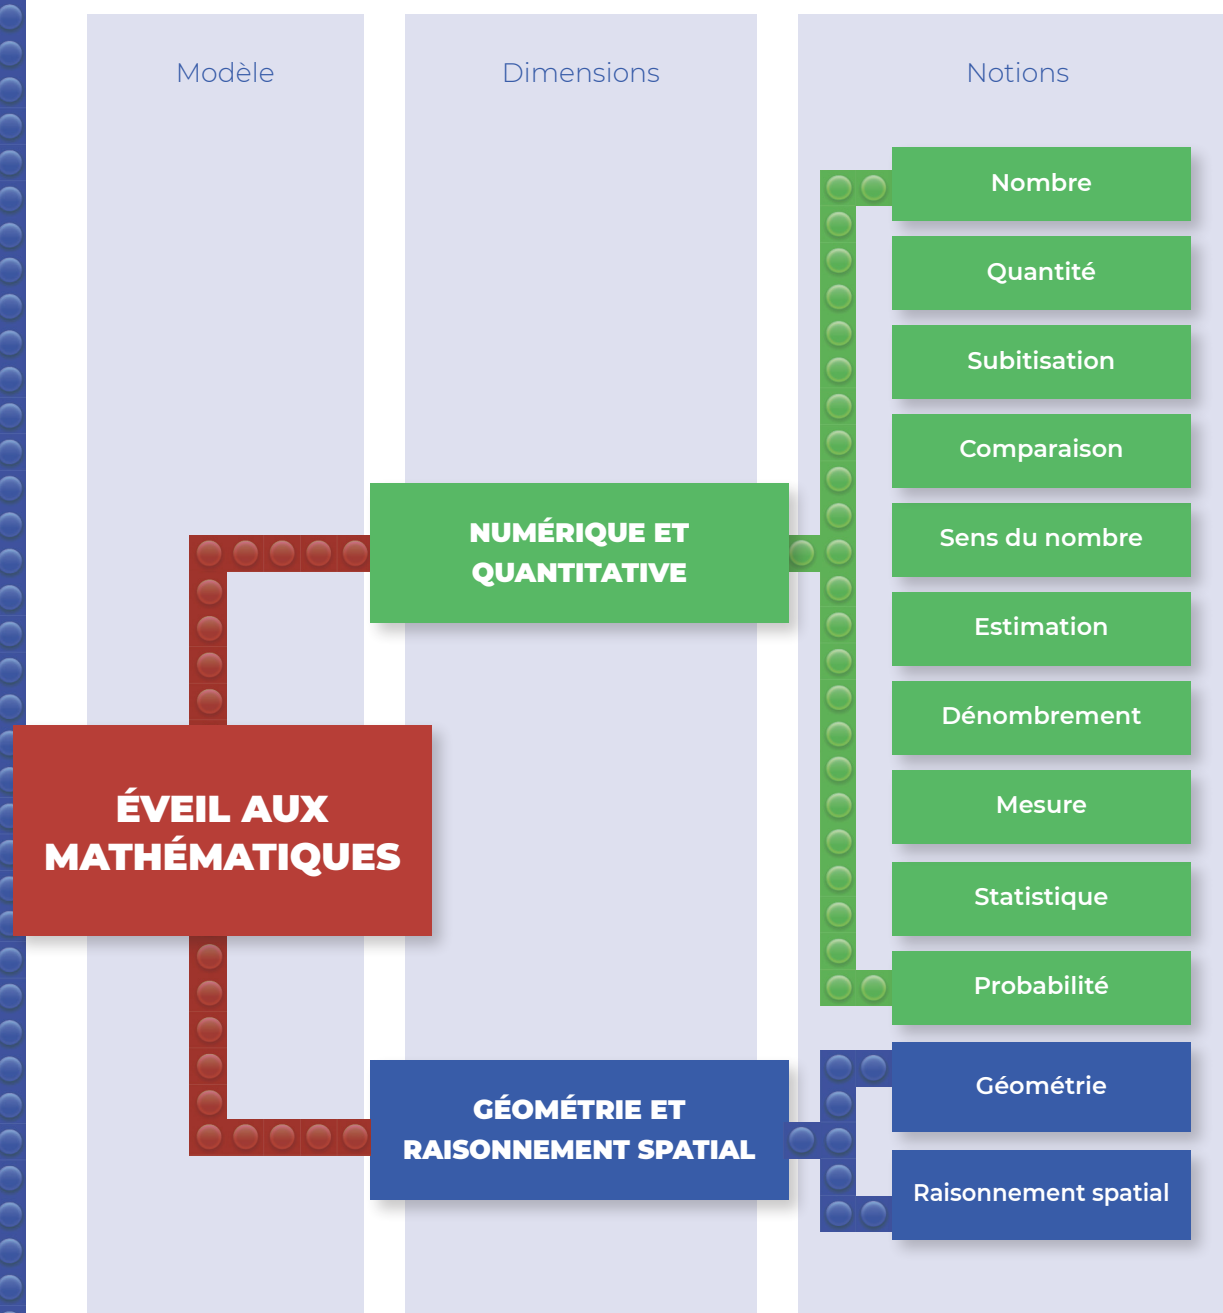 Modèle
Dimensions
Notions
ÉVEIL AUX
MATHÉMATIQUES
NUMÉRIQUE ET
QUANTITATIVE
Nombre
Quantité
Subitisation
Comparaison
Sens du nombre
Estimation
Dénombrement
Mesure
Statistique
Probabilité
GÉOMÉTRIE ET
RAISONNEMENT SPATIAL
Géométrie
Raisonnement spatial